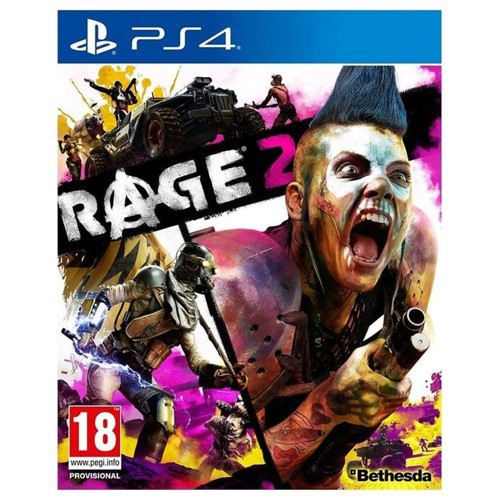 PS4
RAGE 2
18
www.pegi.info
PROVISIONAL
Bethesda